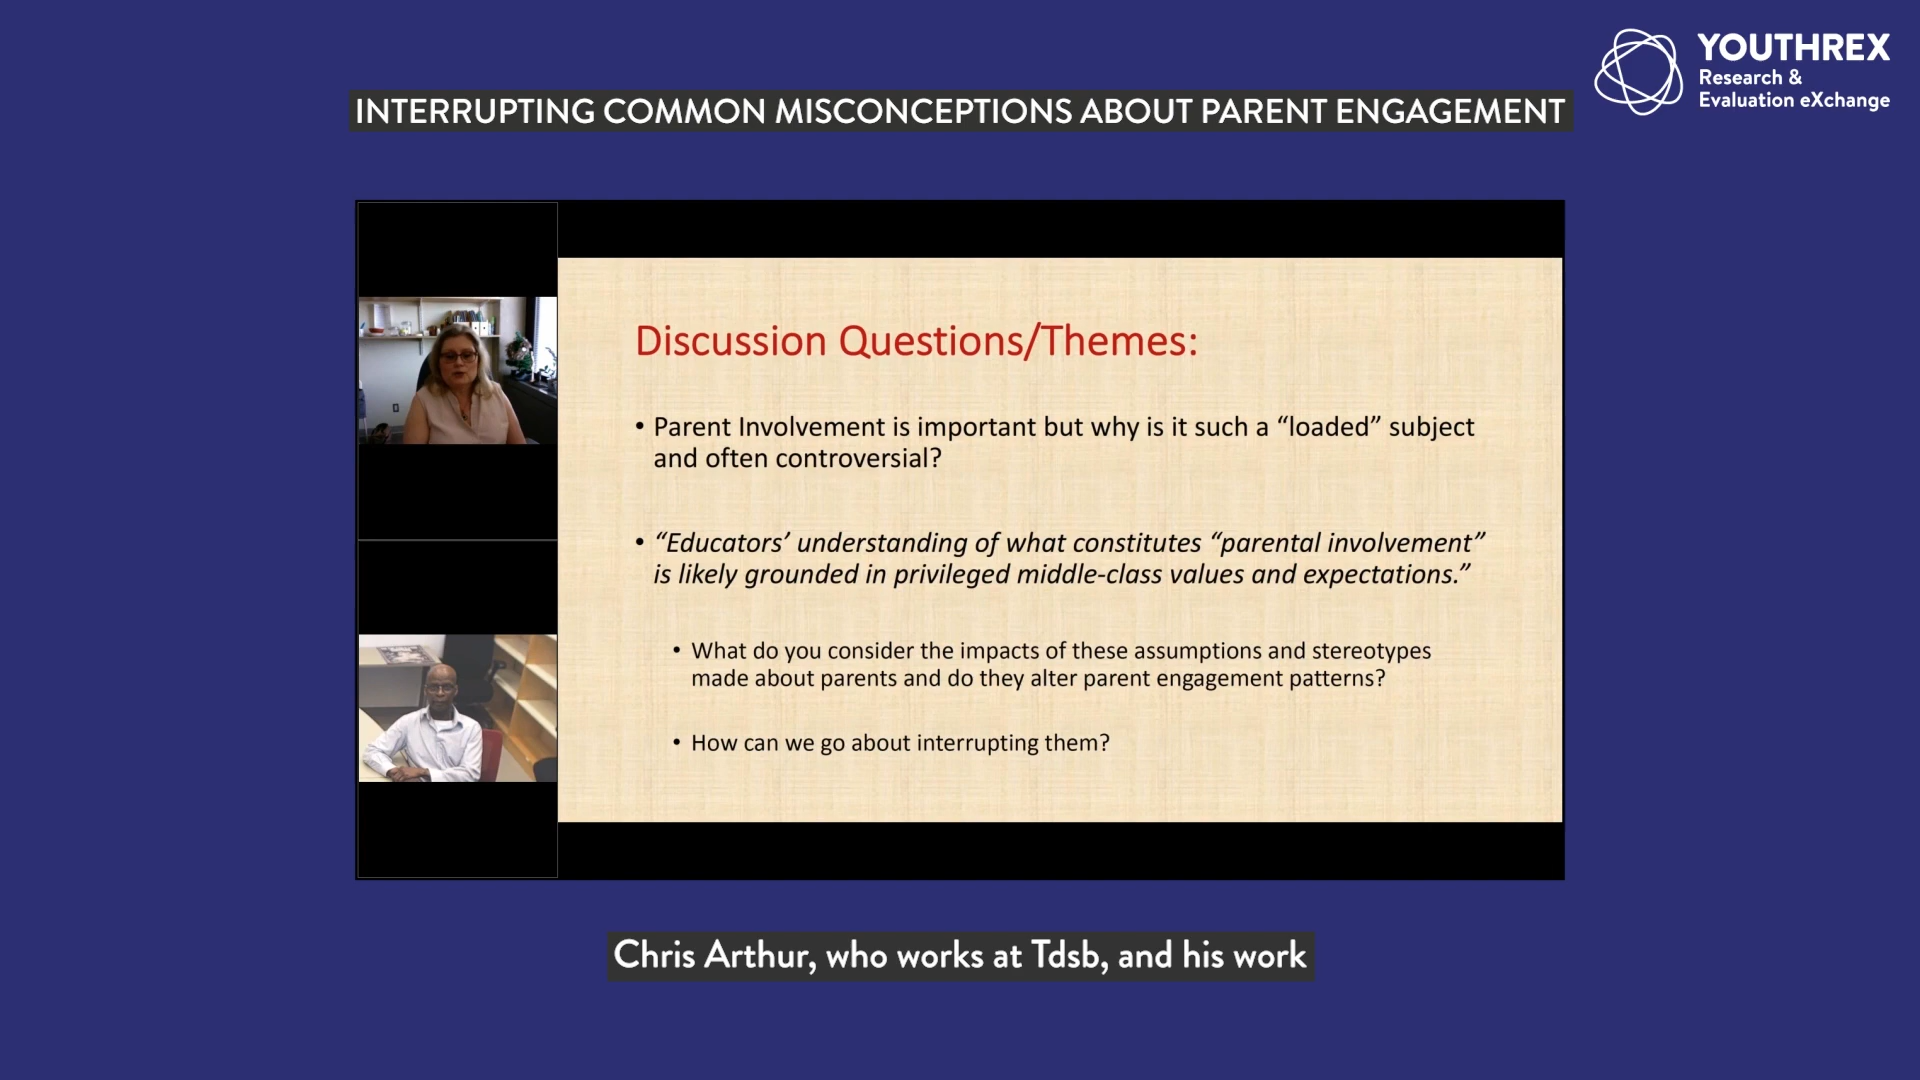 YOUTHREX
Research &
Evaluation eXchange
INTERRUPTING COMMON MISCONCEPTIONS ABOUT PARENT ENGAGEMENT
Discussion Questions/Themes:
• Parent Involvement is important but why is it such a “loaded” subject
and often controversial?
• “Educators’ understanding of what constitutes “parental involvement”
is likely grounded in privileged middle-class values and expectations.”
• What do you consider the impacts of these assumptions and stereotypes
made about parents and do they alter parent engagement patterns?
• How can we go about interrupting them?
Chris Arthur, who works at Tdsb, and his work